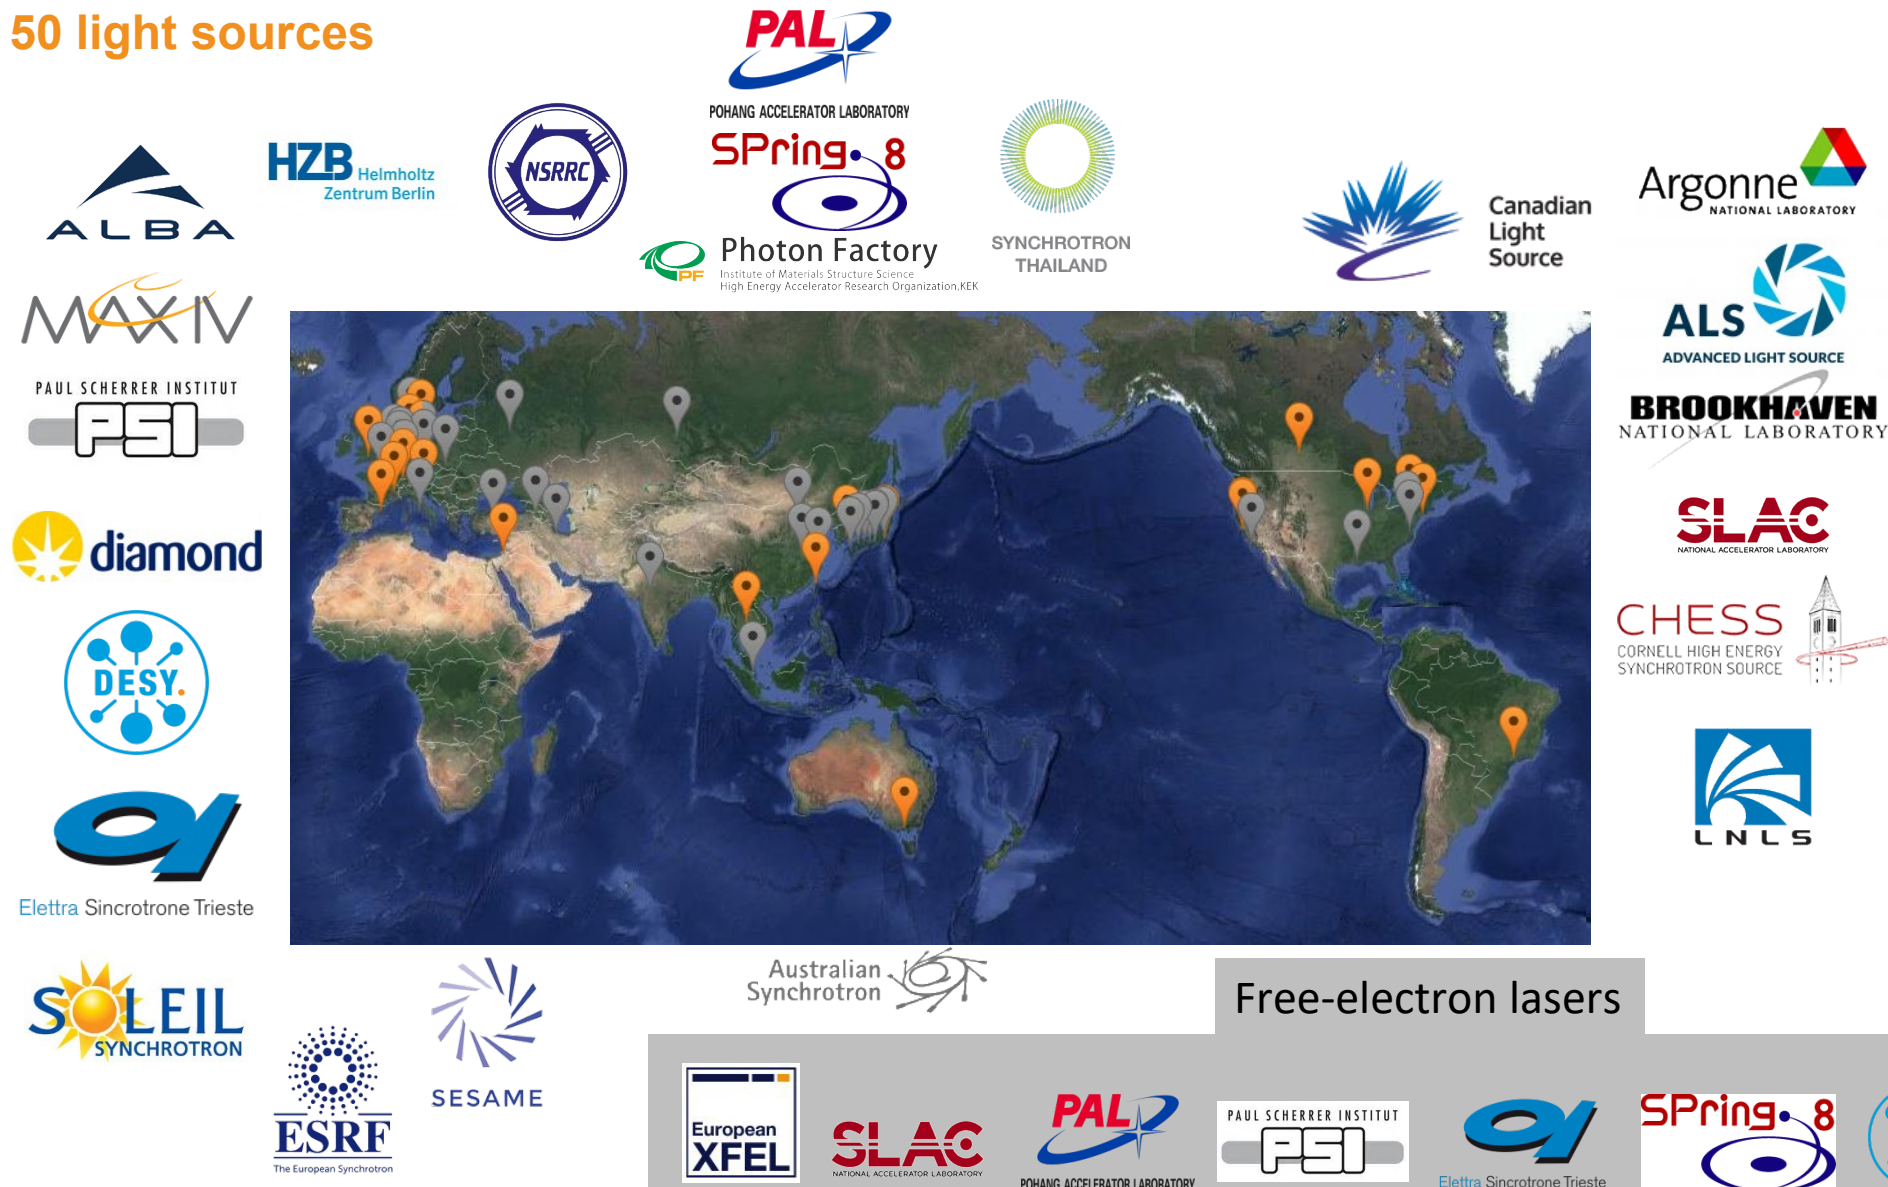 50 light sources
PAL
POHANG ACCELERATOR LABORATORY
SPring-8
PF
Photon Factory
Institute of Materials Structure Science
High Energy Accelerator Research Organization,KEK
ALBA
HZB Helmholtz
Zentrum Berlin
NSRRC
SYNCHROTRON
THAILAND
Canadian
Light
Source
Argonne
NATIONAL LABORATORY
MAX IV
ALS
ADVANCED LIGHT SOURCE
PAUL SCHERRER INSTITUT
PSI
BROOKHAVEN
NATIONAL LABORATORY
diamond
SLAC
NATIONAL ACCELERATOR LABORATORY
DESY.
CHESS
CORNELL HIGH ENERGY
SYNCHROTRON SOURCE
Elettra Sincrotrone Trieste
LNLS
SOLEIL
SYNCHROTRON
ESRF
The European Synchrotron
SESAME
Australian
Synchrotron
Free-electron lasers
European
XFEL
SLAC
NATIONAL ACCELERATOR LABORATORY
PAL
POHANG ACCELERATOR LABORATORY
PAUL SCHERRER INSTITUT
PSI
Elettra Sincrotrone Trieste
SPring-8